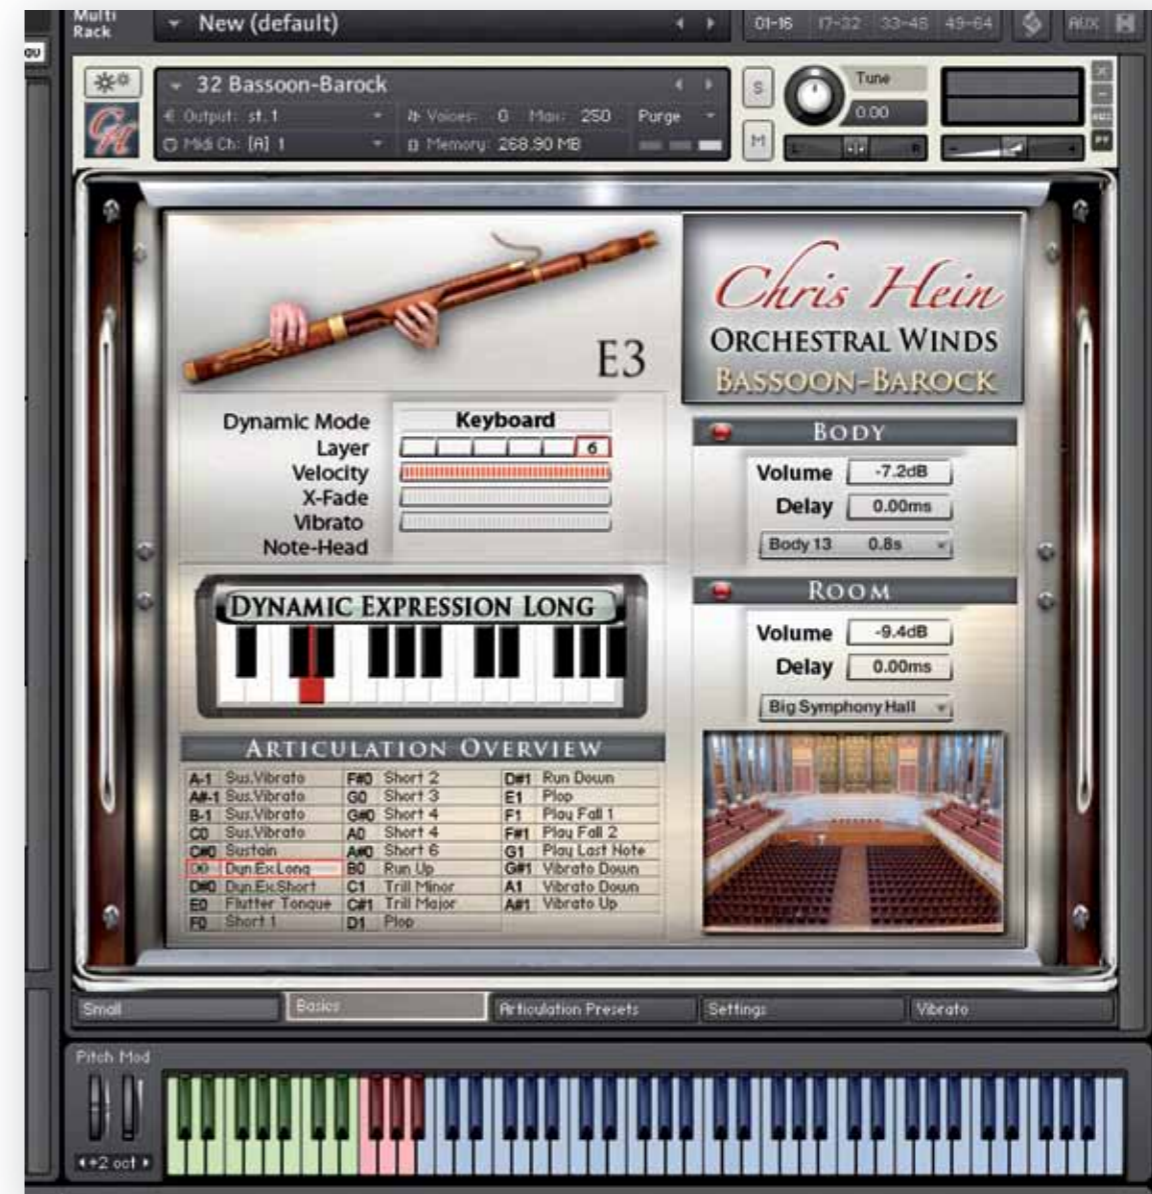 Multi
Rack
New (default)
01-16 17-32 33-48 49-64 AUX
32 Bassoon-Barock
S
Tune
0.00
Output: st. 1 Voices: 0 Max: 250 Purge
Midi Ch: [A] 1 Memory: 268.90 MB
M
L R
E3
Chris Hein
ORCHESTRAL WINDS
BASSOON-BAROCK
Dynamic Mode Keyboard
Layer 6
Velocity
X-Fade
Vibrato
Note-Head
BODY
Volume -7.2dB
Delay 0.00ms
Body 13 0.8s
DYNAMIC EXPRESSION LONG
ROOM
Volume -9.4dB
Delay 0.00ms
Big Symphony Hall
ARTICULATION OVERVIEW
A-1 Sus.Vibrato F#0 Short 2 D#1 Run Down
A#-1 Sus.Vibrato G0 Short 3 E1 Plop
B-1 Sus.Vibrato G#0 Short 4 F1 Play Fall 1
C0 Sus.Vibrato A0 Short 4 F#1 Play Fall 2
C#0 Sustain A#0 Short 6 G1 Play Last Note
D0 Dyn.Ex.Long B0 Run Up G#1 Vibrato Down
D#0 Dyn.Ex.Short C1 Trill Minor A1 Vibrato Down
E0 Flutter Tongue C#1 Trill Major A#1 Vibrato Up
F0 Short 1 D1 Plop
Small Basics Articulation Presets Settings Vibrato
Pitch Mod
+2 oct